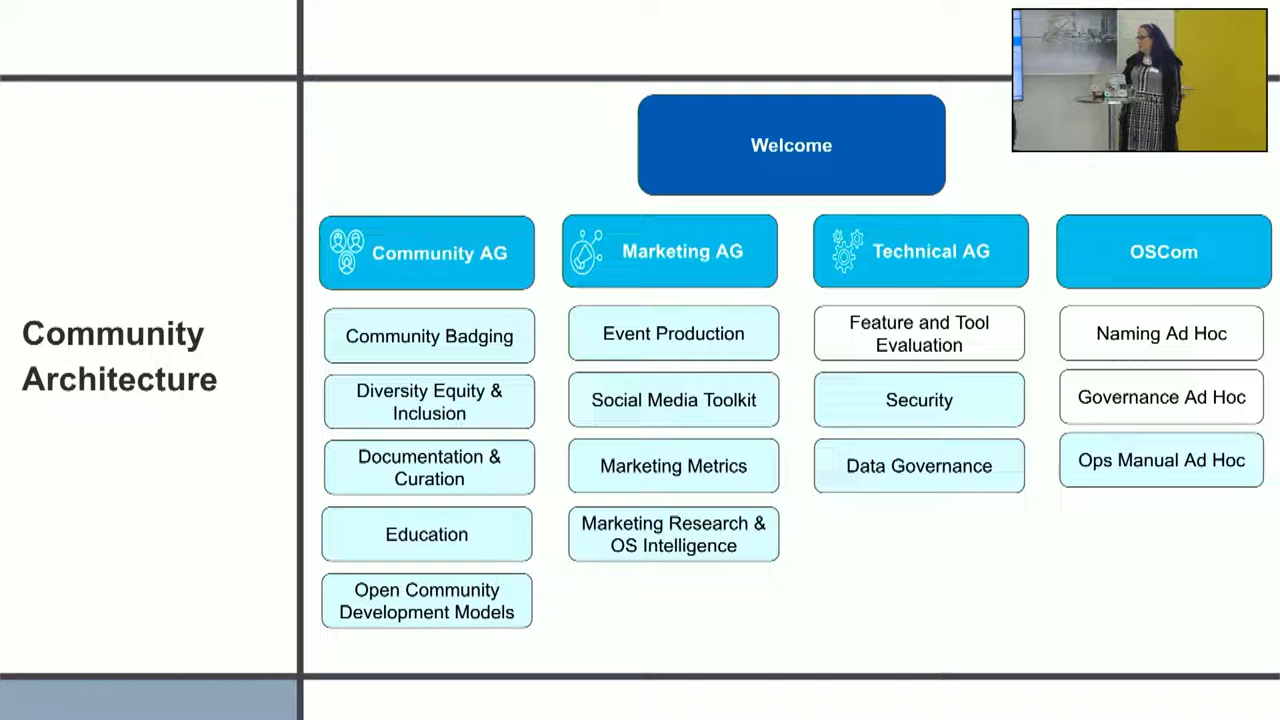 Community
Architecture
Welcome
Community AG
Community Badging
Diversity Equity &
Inclusion
Documentation &
Curation
Education
Open Community
Development Models
Marketing AG
Event Production
Social Media Toolkit
Marketing Metrics
Marketing Research &
OS Intelligence
Technical AG
Feature and Tool
Evaluation
Security
Data Governance
OSCom
Naming Ad Hoc
Governance Ad Hoc
Ops Manual Ad Hoc